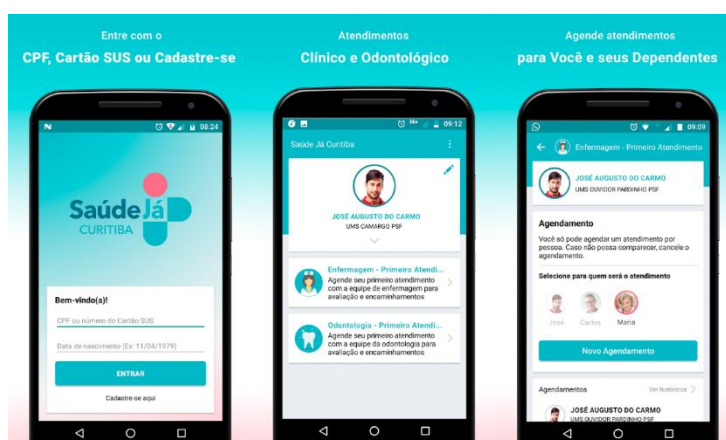 Entre com o
CPF, Cartão SUS ou Cadastre-se
08:24
SaúdeJá
CURITIBA
Bem-vindo(a)!
CPF ou número do Cartão SUS
Data de nascimento (Ex: 11/04/1979)
ENTRAR
Cadastre-se aqui
Atendimentos
Clínico e Odontológico
09:12
Saúde Já Curitiba
JOSÉ AUGUSTO DO CARMO
UMS CAMARGO PSF
Enfermagem - Primeiro Atendi...
Agende seu primeiro atendimento
com a equipe de enfermagem para
avaliação e encaminhamentos
Odontologia - Primeiro Atendi...
Agende seu primeiro atendimento
com a equipe da odontologia para
avaliação e encaminhamentos
Agende atendimentos
para Você e seus Dependentes
09:09
Enfermagem - Primeiro Atendimento
JOSÉ AUGUSTO DO CARMO
UMS OUVIDOR PARDINHO PSF
Agendamento
Você só pode agendar um atendimento por
pessoa. Caso não possa comparecer, cancele o
agendamento.
Selecione para quem será o atendimento
José Carlos Maria
Novo Agendamento
Agendamentos
Ver históricos
JOSÉ AUGUSTO DO CARMO
UMS OUVIDOR PARDINHO PSF